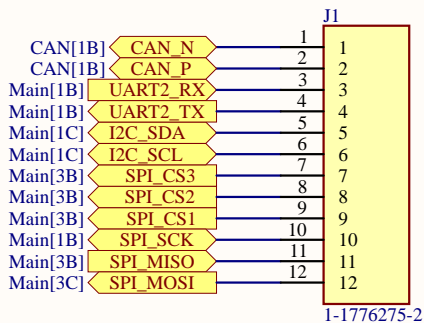 J1
CAN[1B] CAN_N 1 1
CAN[1B] CAN_P 2 2
Main[1B] UART2_RX 3 3
Main[1B] UART2_TX 4 4
Main[1C] I2C_SDA 5 5
Main[1C] I2C_SCL 6 6
Main[3B] SPI_CS3 7 7
Main[3B] SPI_CS2 8 8
Main[3B] SPI_CS1 9 9
Main[1B] SPI_SCK 10 10
Main[3B] SPI_MISO 11 11
Main[3C] SPI_MOSI 12 12
1-1776275-2